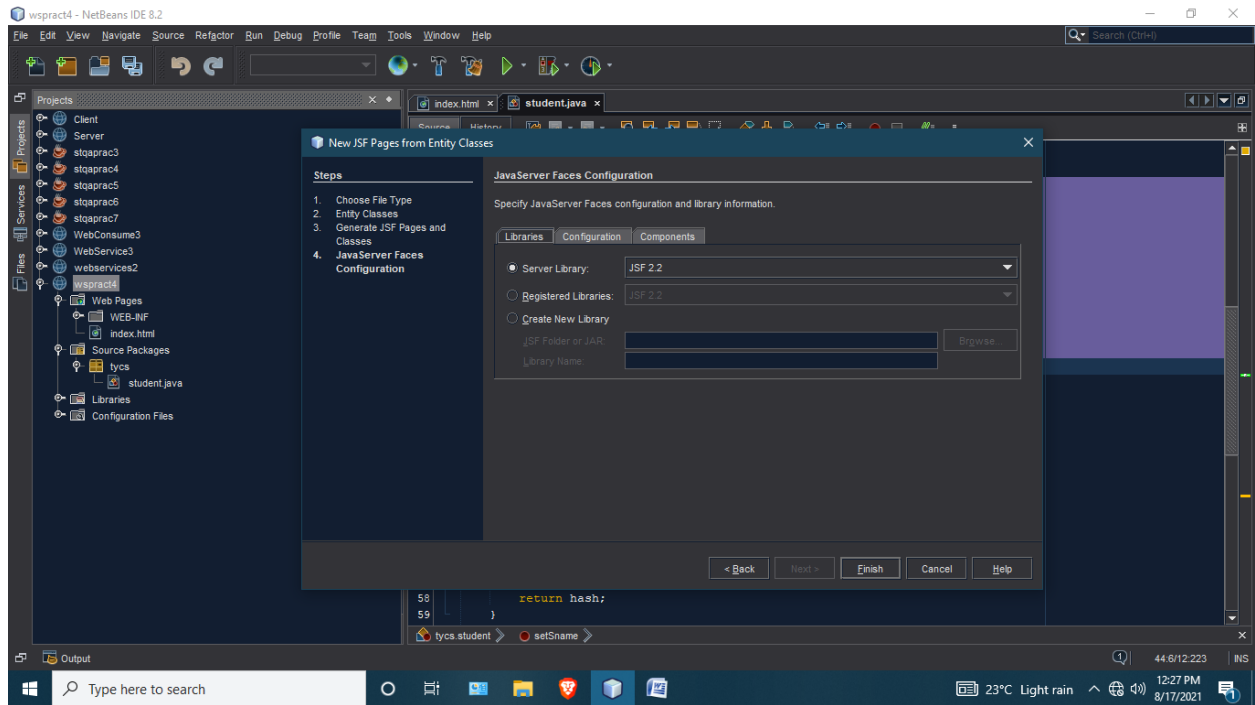 wspract4 - NetBeans IDE 8.2
File Edit View Navigate Source Refactor Run Debug Profile Team Tools Window Help
Search (Ctrl+I)
Projects
index.html
student.java
Source History
Projects
Services
Files
Client
Server
stqaprac3
stqaprac4
stqaprac5
stqaprac6
stqaprac7
WebConsume3
WebService3
webservices2
wspract4
Web Pages
WEB-INF
index.html
Source Packages
tycs
student.java
Libraries
Configuration Files
New JSF Pages from Entity Classes
Steps
1. Choose File Type
2. Entity Classes
3. Generate JSF Pages and
Classes
4. JavaServer Faces
Configuration
JavaServer Faces Configuration
Specify JavaServer Faces configuration and library information.
Libraries Configuration Components
Server Library: JSF 2.2
Registered Libraries: JSF 2.2
Create New Library
JSF Folder or JAR: Browse...
Library Name:
< Back Next > Finish Cancel Help
58 return hash;
59 }
tycs.student setSname
Output
1
44:6/12:223 INS
Type here to search
23°C Light rain
12:27 PM
8/17/2021
1